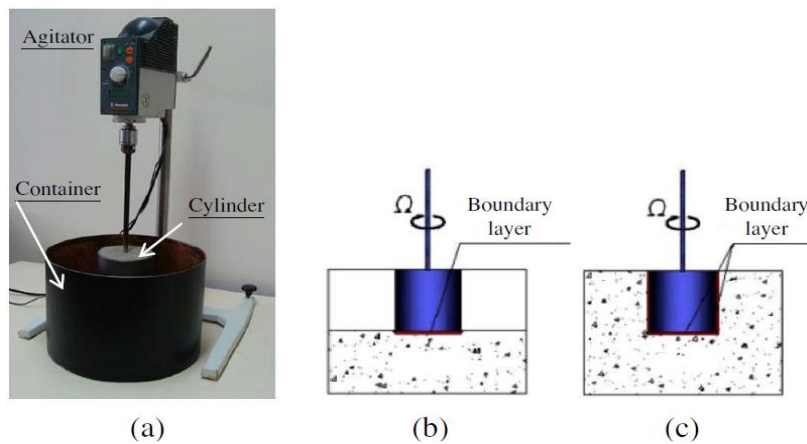 Agitator
Container
Cylinder
Ω
Boundary
layer
Ω
Boundary
layer
(a)
(b)
(c)